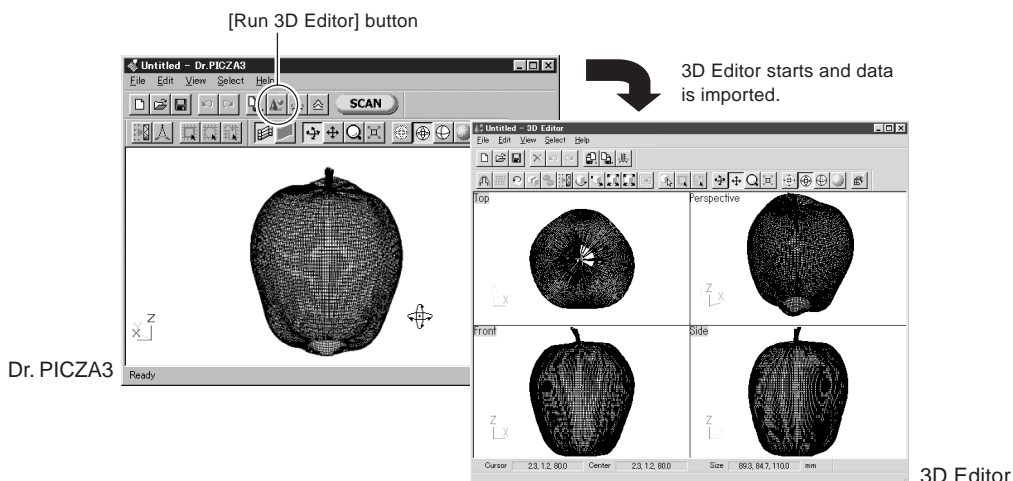 [Run 3D Editor] button
Untitled - Dr.PICZA3
File Edit View Select Help
SCAN
3D Editor starts and data
is imported.
Untitled - 3D Editor
File Edit View Select Help
Top
Perspective
Y
X
Z
Y
X
Z
X
Front
Side
Z
X
Z
Dr. PICZA3
Ready
Cursor 2.3, 1.2, 80.0 Center 2.3, 1.2, 80.0 Size 89.3, 84.7, 110.0 mm
3D Editor